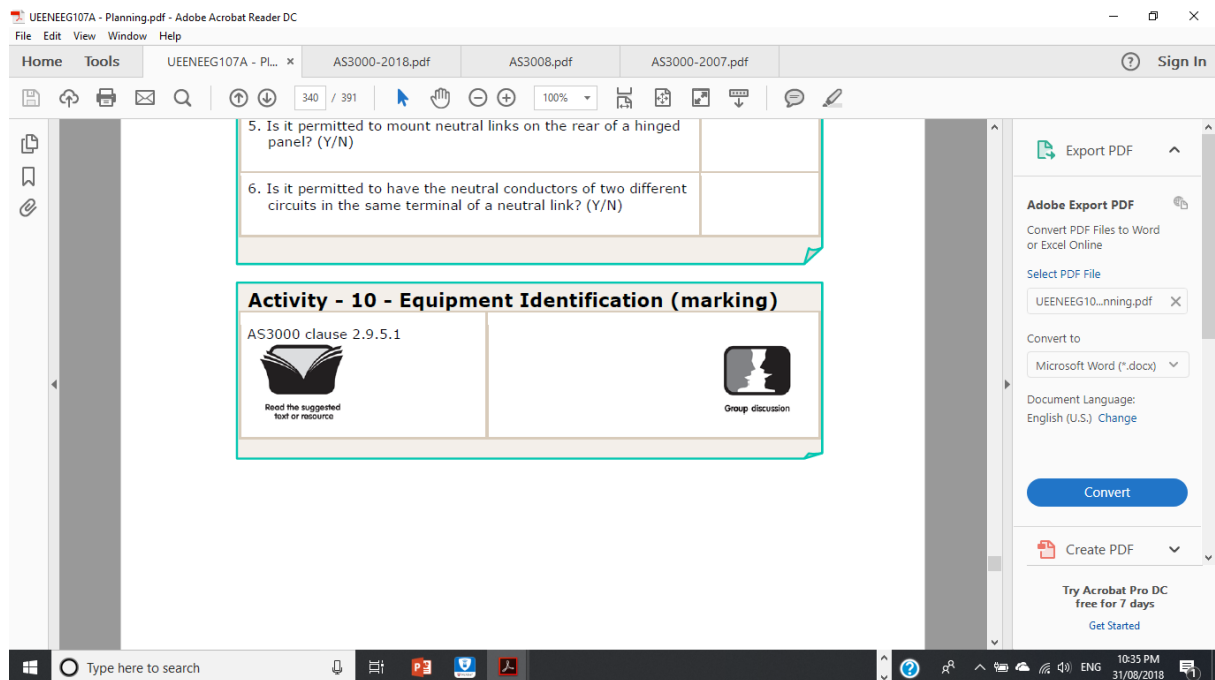 UEENEEG107A - Planning.pdf - Adobe Acrobat Reader DC
File Edit View Window Help
Home Tools UEENEEG107A - Pl... × AS3000-2018.pdf AS3008.pdf AS3000-2007.pdf ? Sign In
340 / 391 100%
5. Is it permitted to mount neutral links on the rear of a hinged
panel? (Y/N)
6. Is it permitted to have the neutral conductors of two different
circuits in the same terminal of a neutral link? (Y/N)
Activity - 10 - Equipment Identification (marking)
AS3000 clause 2.9.5.1
Read the suggested
text or resource
Group discussion
Export PDF
Adobe Export PDF
Convert PDF Files to Word
or Excel Online
Select PDF File
UEENEEG10...nning.pdf ×
Convert to
Microsoft Word (*.docx)
Document Language:
English (U.S.) Change
Convert
Create PDF
Try Acrobat Pro DC
free for 7 days
Get Started
Type here to search
ENG
10:35 PM
31/08/2018